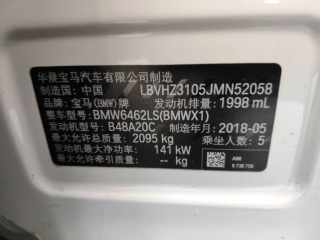 华晨宝马汽车有限公司制造
制造国：中国 LBVHZ3105JMN52058
品牌：宝马(BMW)牌 发动机排量：1998 mL
整车型号：BMW6462LS(BMWX1)
发动机型号：B48A20C 制造年月：2018-05
最大允许总质量：2095 kg 乘坐人数：5
发动机最大净功率：141 kW
最大允许牵引质量： kg